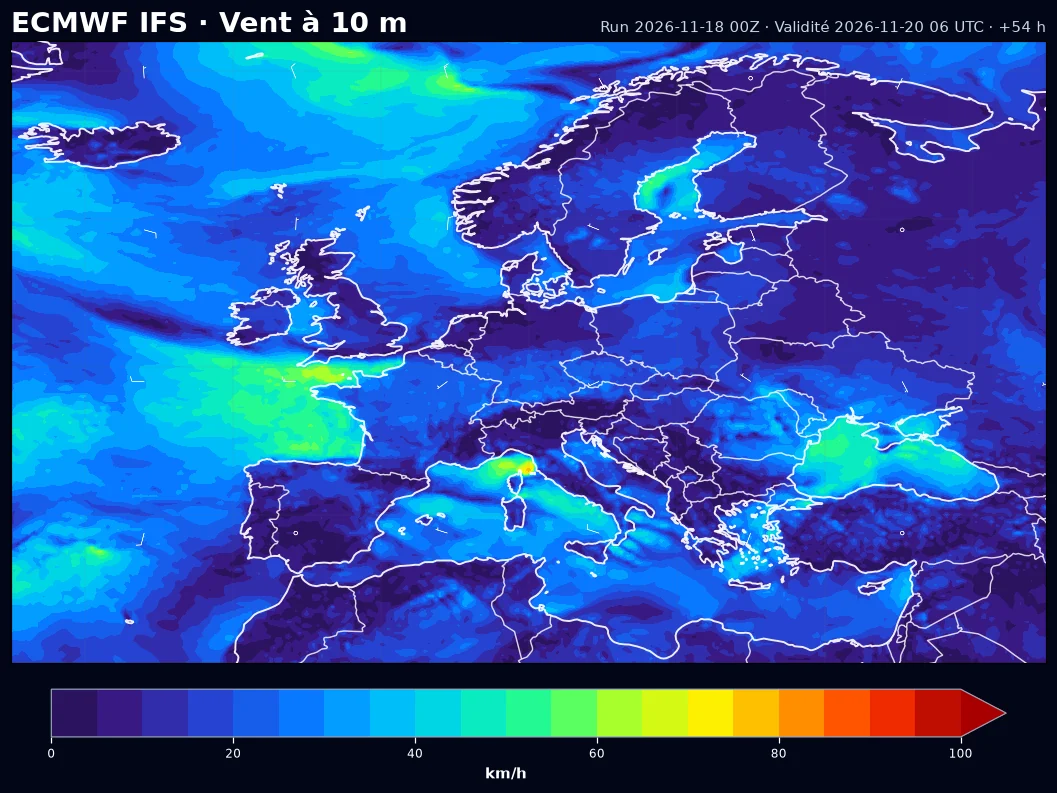 ECMWF IFS · Vent à 10 m
Run 2026-11-18 00Z · Validité 2026-11-20 06 UTC · +54 h
0 20 40 60 80 100
km/h